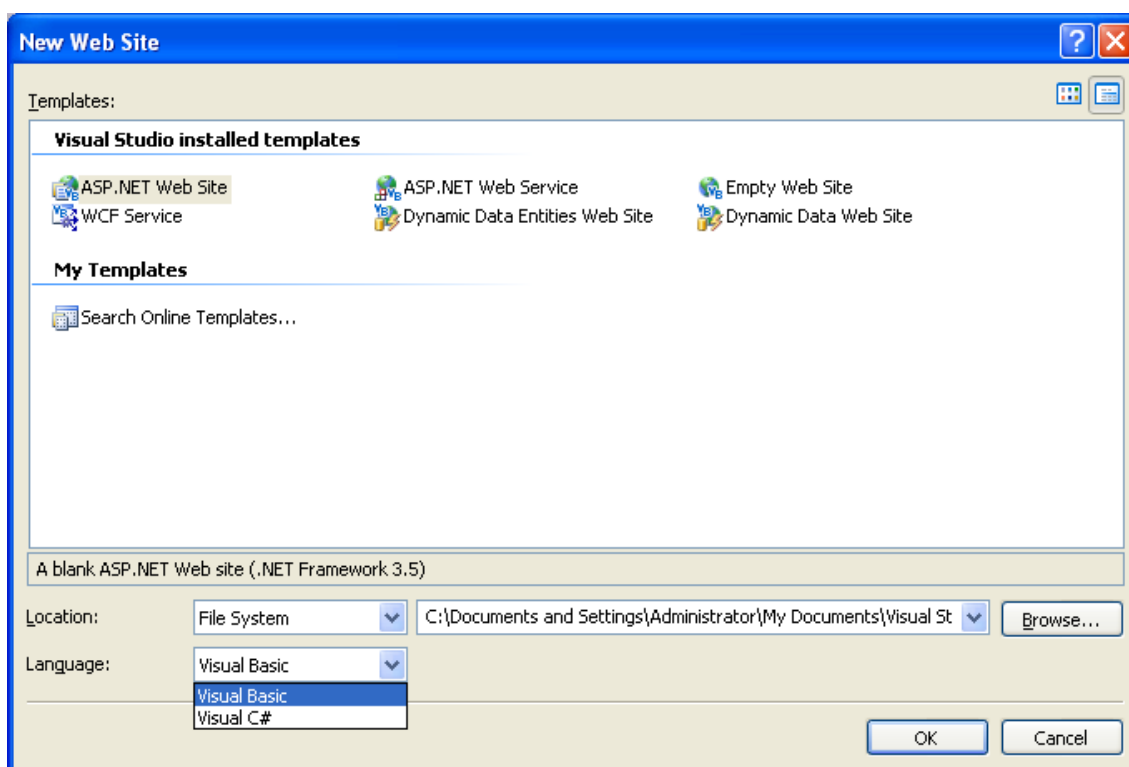 New Web Site
Templates:
Visual Studio installed templates
ASP.NET Web Site ASP.NET Web Service Empty Web Site
WCF Service Dynamic Data Entities Web Site Dynamic Data Web Site
My Templates
Search Online Templates...
A blank ASP.NET Web site (.NET Framework 3.5)
Location: File System C:\Documents and Settings\Administrator\My Documents\Visual St Browse...
Language: Visual Basic
Visual Basic
Visual C#
OK Cancel